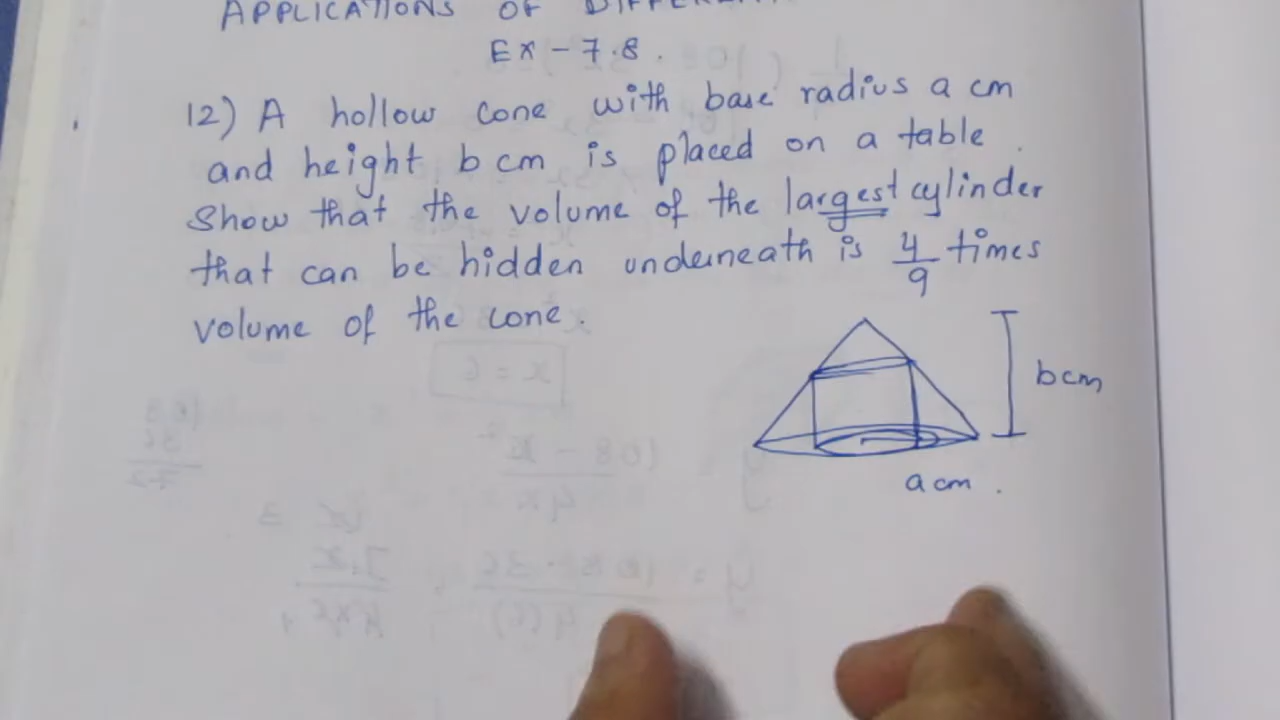 APPLICATIONS OF
Ex - 7.8.
12) A hollow cone with base radius a cm
and height b cm is placed on a table.
Show that the volume of the largest cylinder
that can be hidden underneath is 4/9 times
volume of the cone.
b cm
a cm.